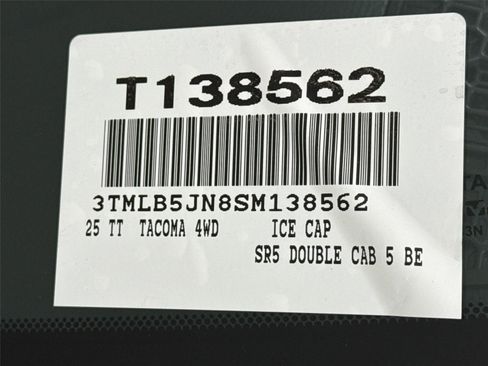 T138562
3TMLB5JN8SM138562
25 TT TACOMA 4WD ICE CAP
SR5 DOUBLE CAB 5 BE